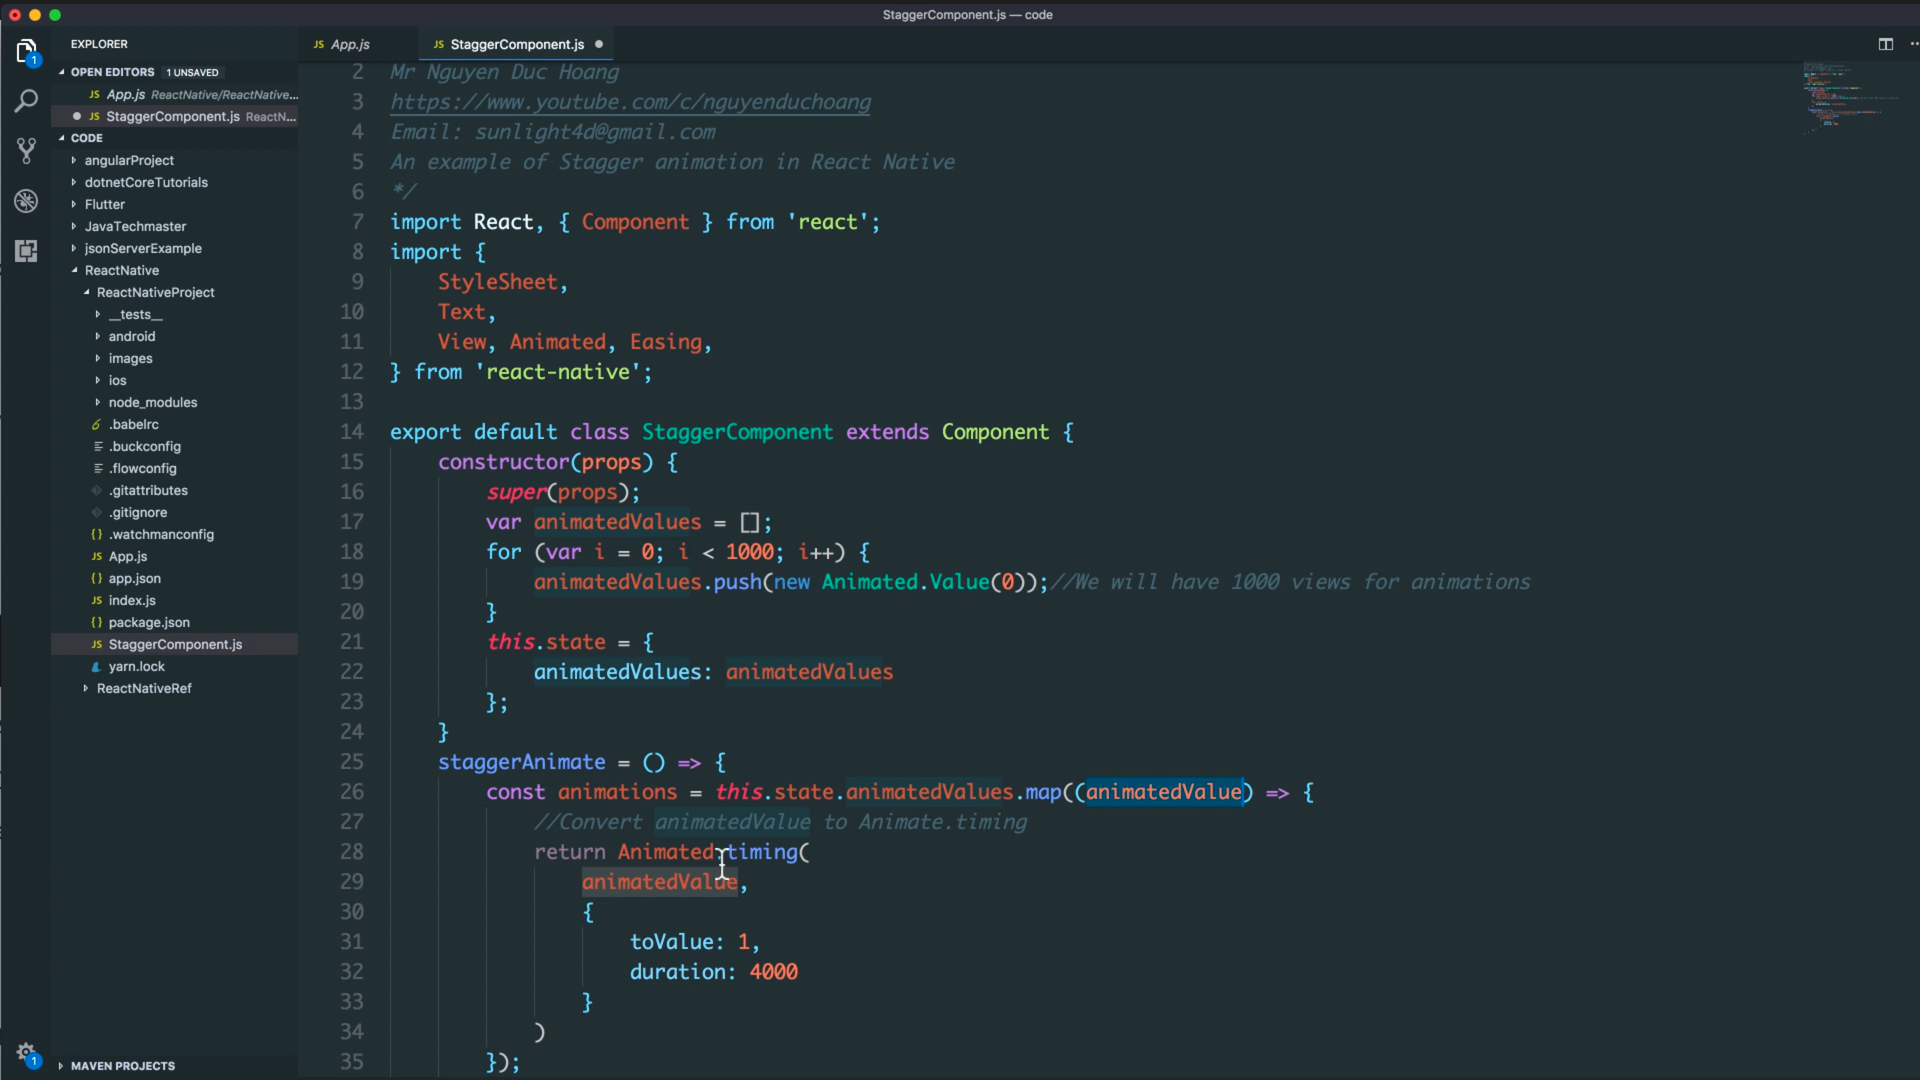 StaggerComponent.js — code
EXPLORER
OPEN EDITORS 1 UNSAVED
JS App.js ReactNative/ReactNative...
JS StaggerComponent.js ReactN...
CODE
angularProject
dotnetCoreTutorials
Flutter
JavaTechmaster
jsonServerExample
ReactNative
ReactNativeProject
__tests__
android
images
ios
node_modules
.babelrc
.buckconfig
.flowconfig
.gitattributes
.gitignore
{} .watchmanconfig
JS App.js
{} app.json
JS index.js
{} package.json
JS StaggerComponent.js
yarn.lock
ReactNativeRef
MAVEN PROJECTS
1
1
JS App.js
JS StaggerComponent.js
2 Mr Nguyen Duc Hoang
3 https://www.youtube.com/c/nguyenduchoang
4 Email: sunlight4d@gmail.com
5 An example of Stagger animation in React Native
6 */
7 import React, { Component } from 'react';
8 import {
9 StyleSheet,
10 Text,
11 View, Animated, Easing,
12 } from 'react-native';
13
14 export default class StaggerComponent extends Component {
15 constructor(props) {
16 super(props);
17 var animatedValues = [];
18 for (var i = 0; i < 1000; i++) {
19 animatedValues.push(new Animated.Value(0));//We will have 1000 views for animations
20 }
21 this.state = {
22 animatedValues: animatedValues
23 };
24 }
25 staggerAnimate = () => {
26 const animations = this.state.animatedValues.map((animatedValue) => {
27 //Convert animatedValue to Animate.timing
28 return Animated.timing(
29 animatedValue,
30 {
31 toValue: 1,
32 duration: 4000
33 }
34 )
35 });